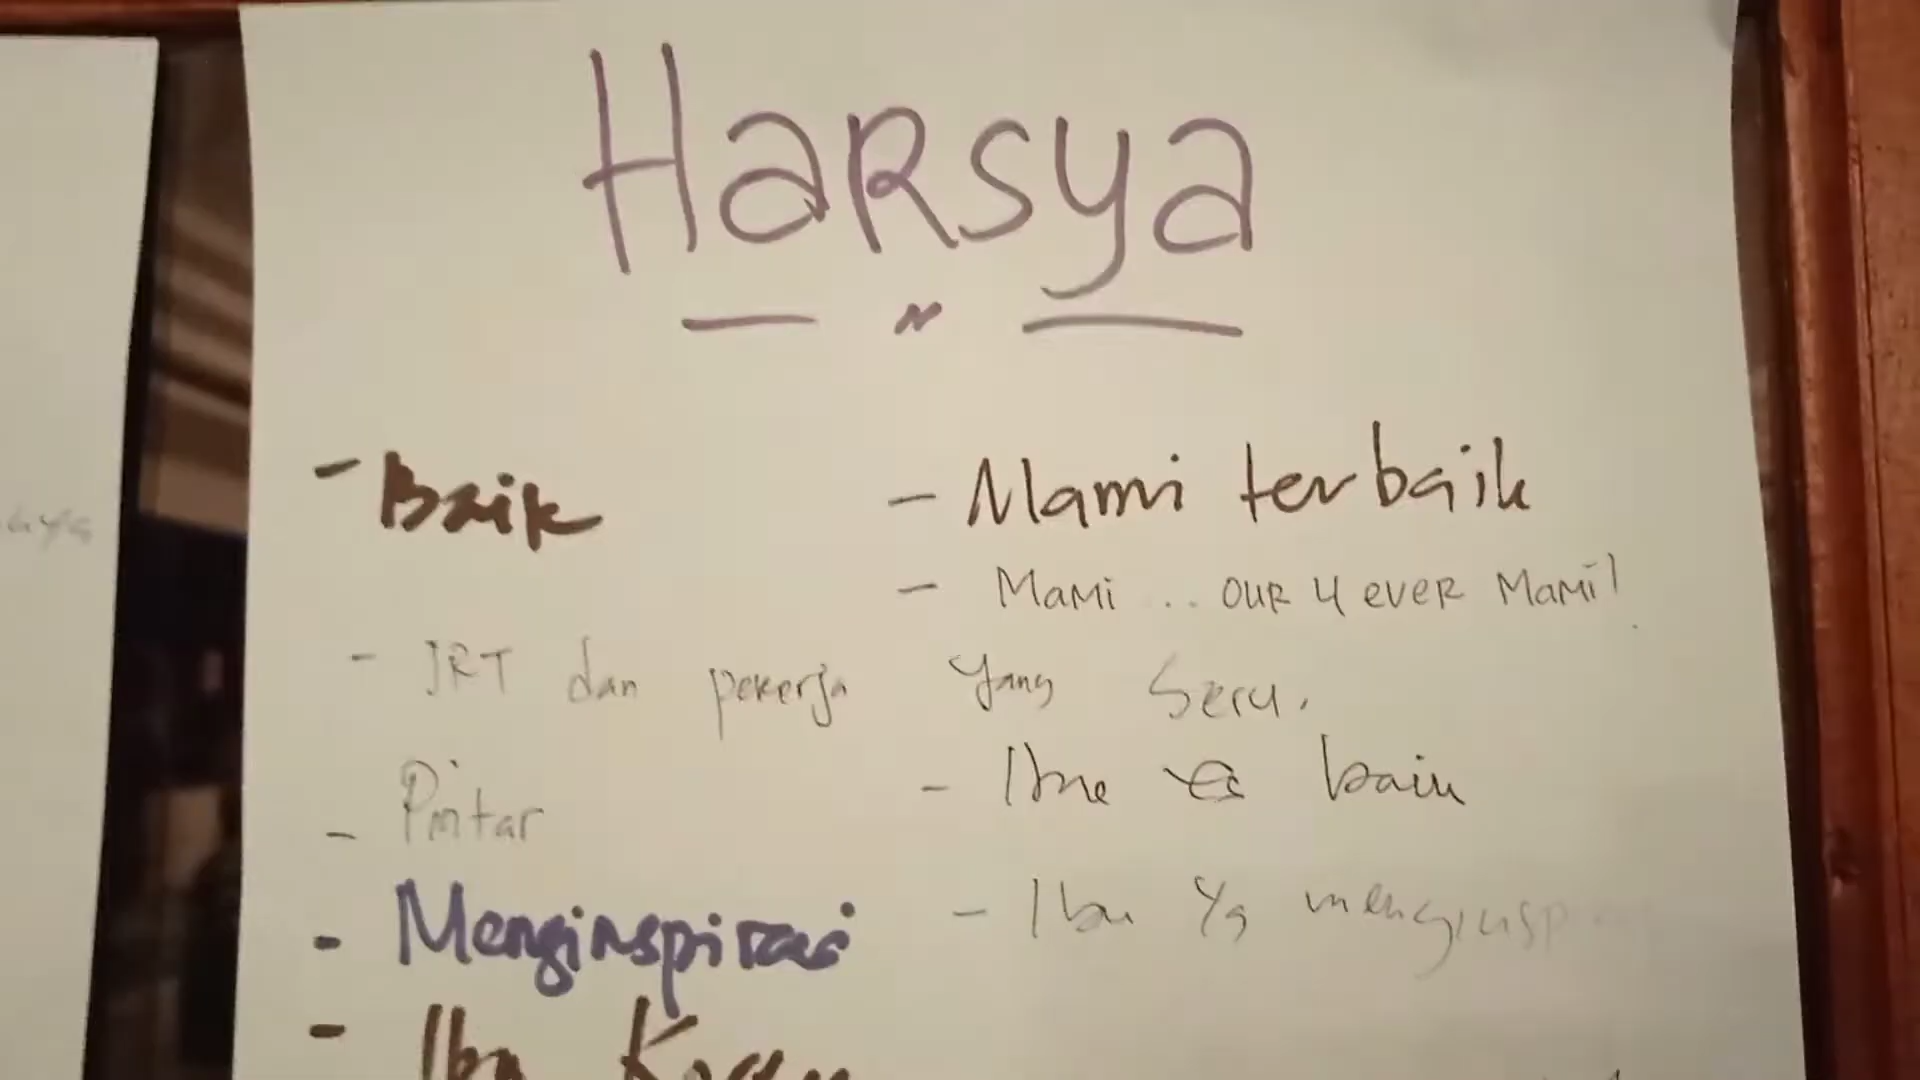 Harsya
- Baik
- Mami terbaik
- Mami ... our 4 ever Mami!
- IRT dan pekerja yang seru.
- Pintar
- baik
- Menginspirasi
- Ibu yg menginsp
- Ibu